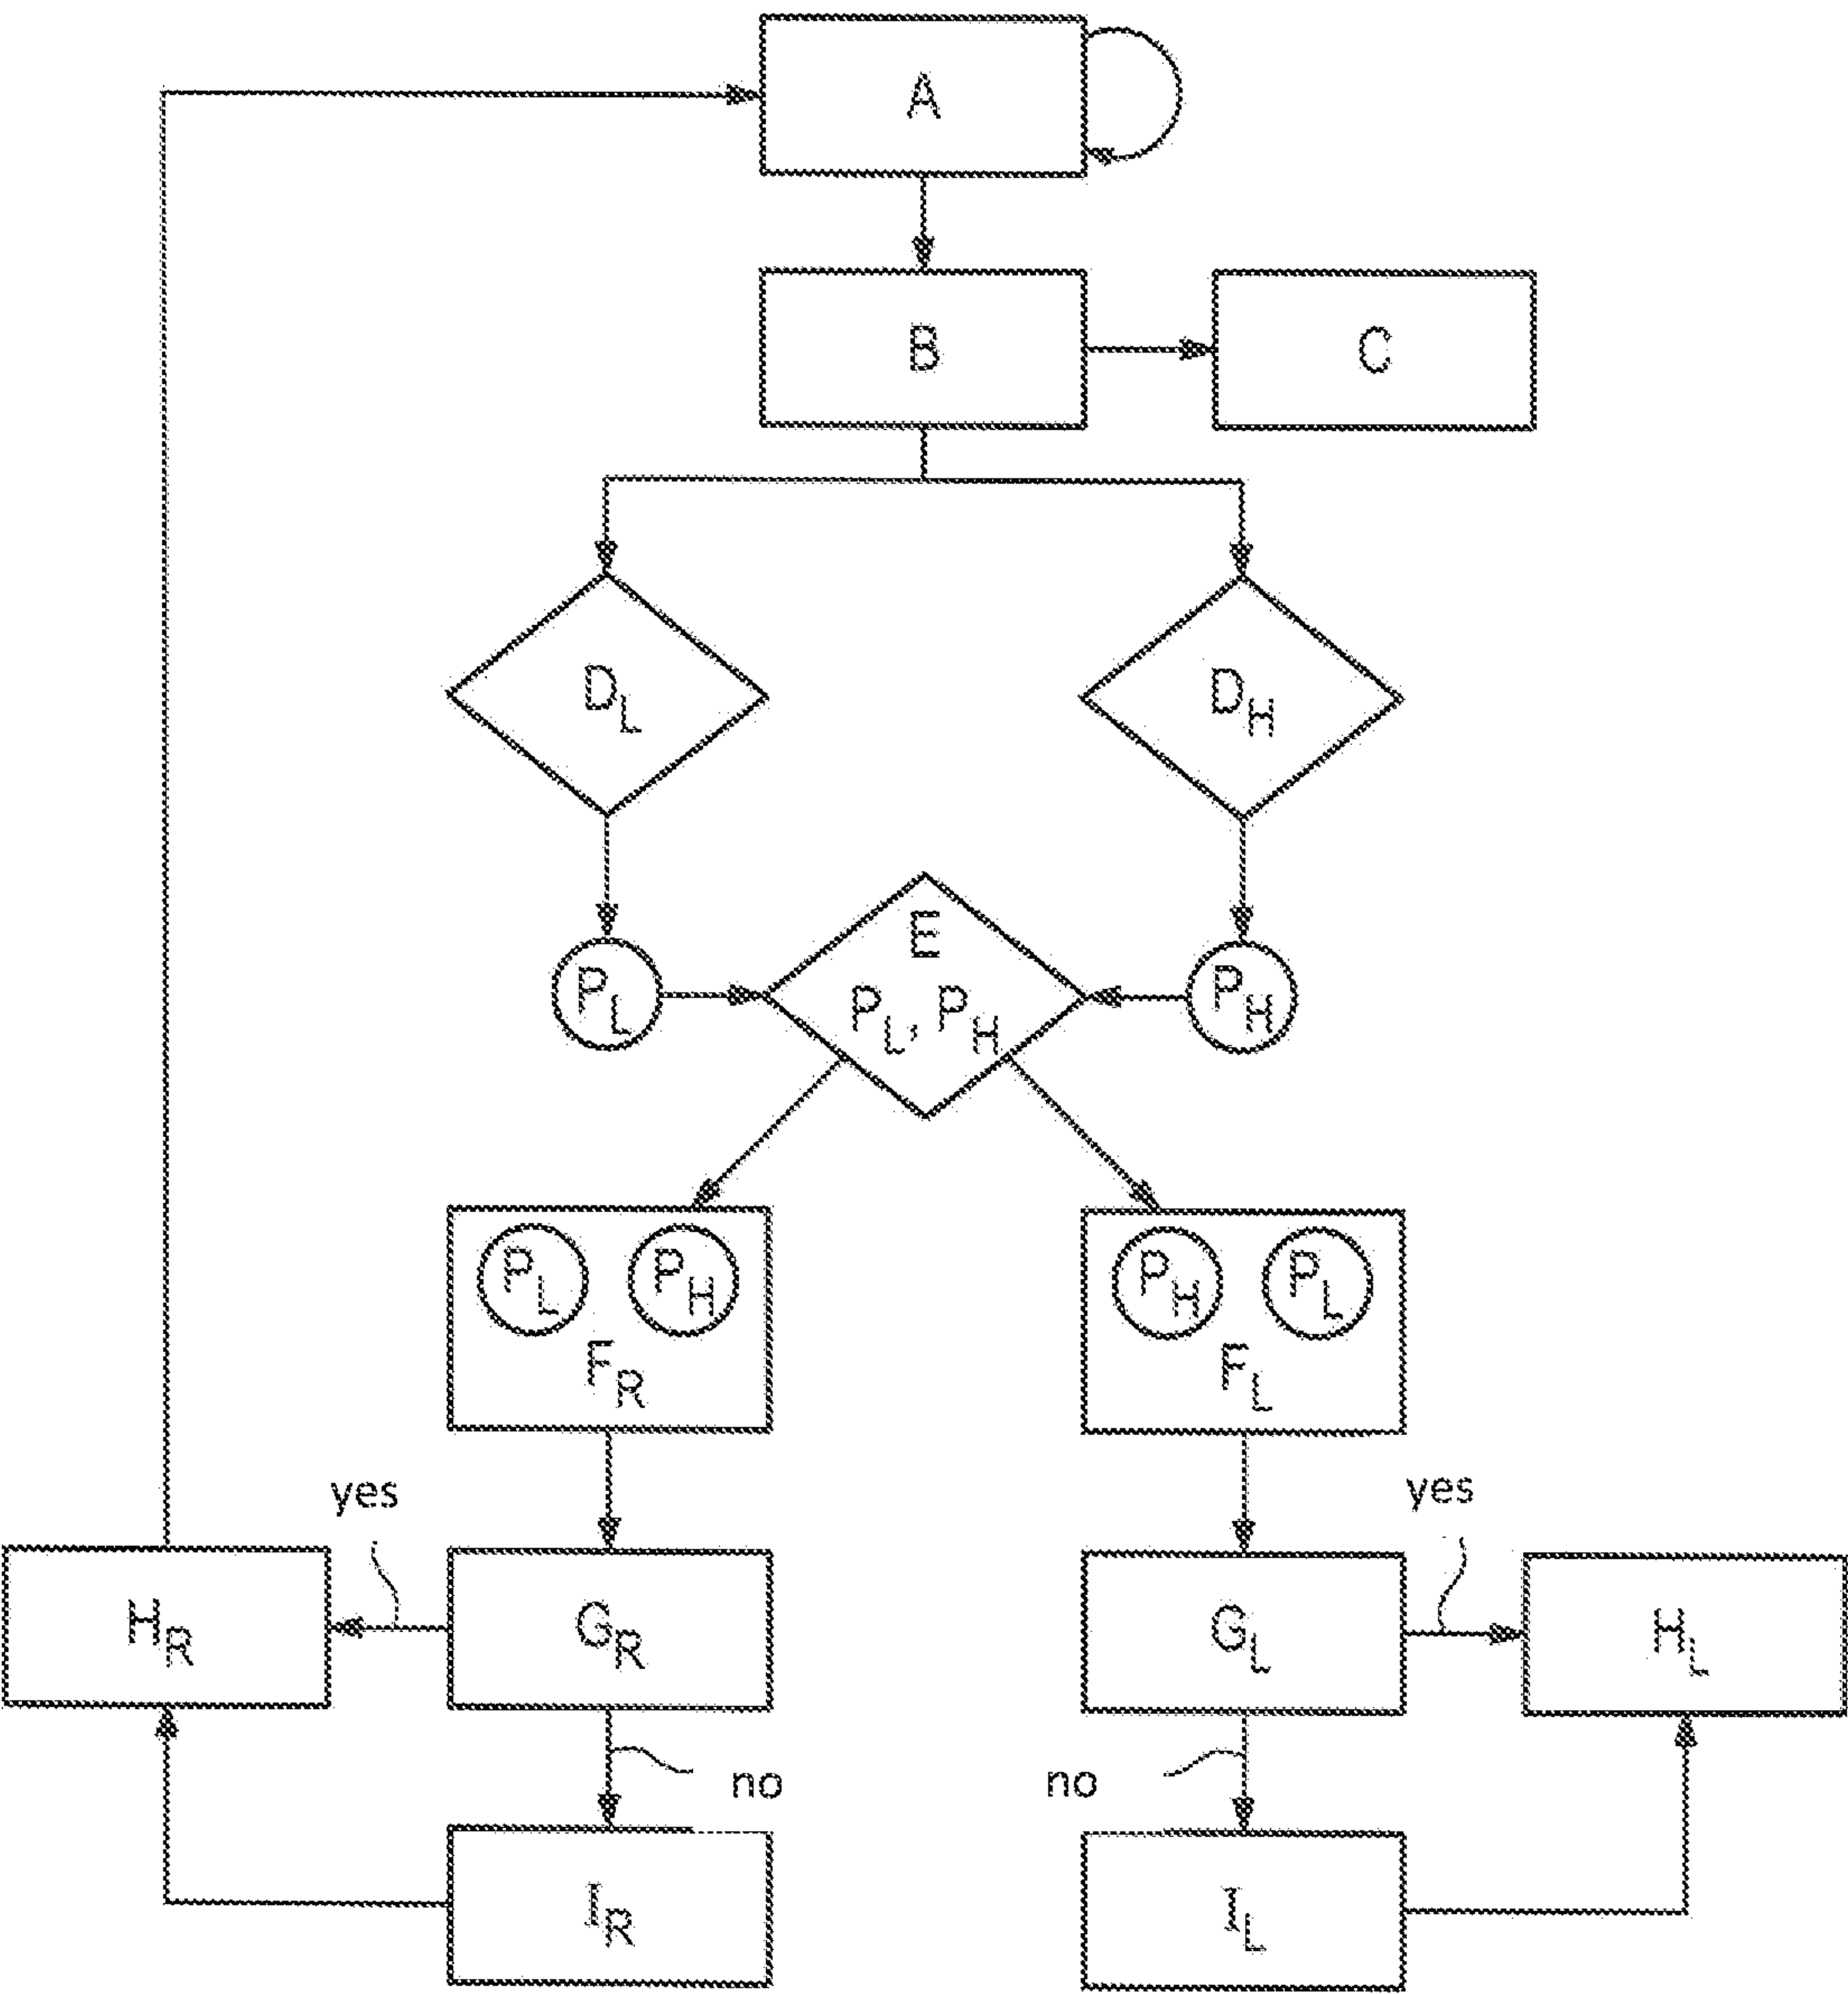 A
B C
D_L D_H
P_L E P_H
P_L, P_H
P_L P_H P_H P_L
F_R F_L
yes yes
H_R G_R G_L H_L
no no
I_R I_L